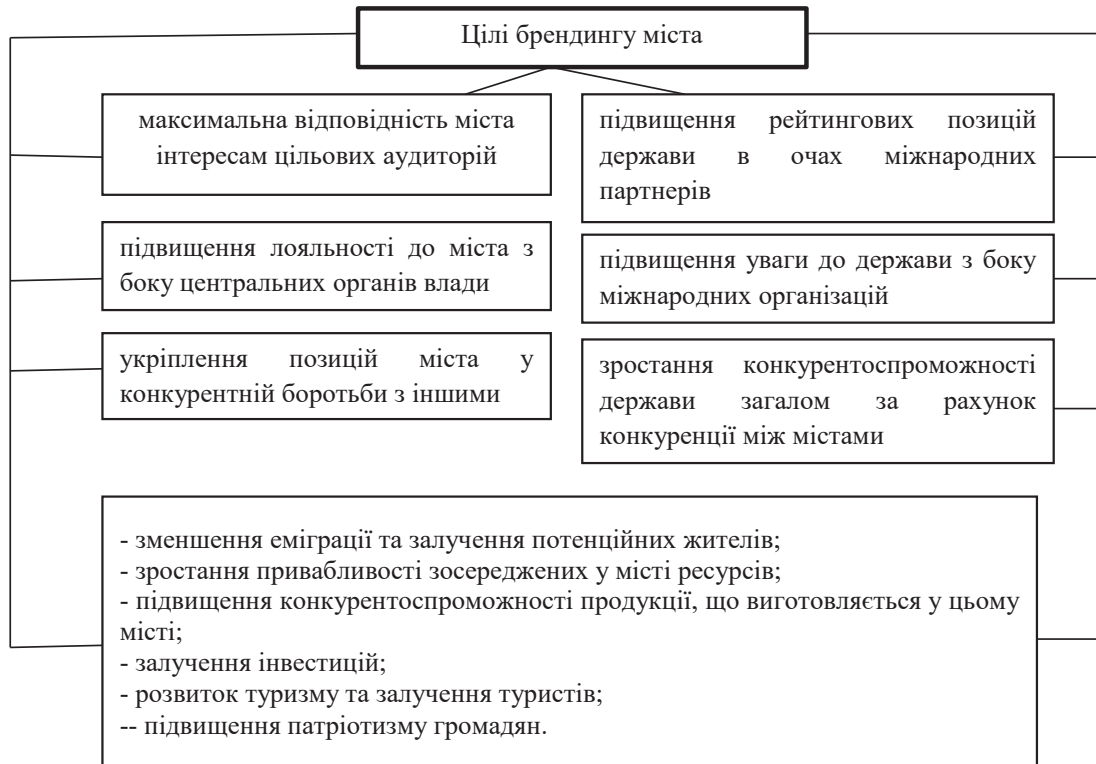 Цілі брендингу міста
максимальна відповідність міста
інтересам цільових аудиторій
підвищення рейтингових позицій
держави в очах міжнародних
партнерів
підвищення лояльності до міста з
боку центральних органів влади
підвищення уваги до держави з боку
міжнародних організацій
укріплення позицій міста у
конкурентній боротьби з іншими
зростання конкурентоспроможності
держави загалом за рахунок
конкуренції між містами
- зменшення еміграції та залучення потенційних жителів;
- зростання привабливості зосереджених у місті ресурсів;
- підвищення конкурентоспроможності продукції, що виготовляється у цьому
місті;
- залучення інвестицій;
- розвиток туризму та залучення туристів;
-- підвищення патріотизму громадян.